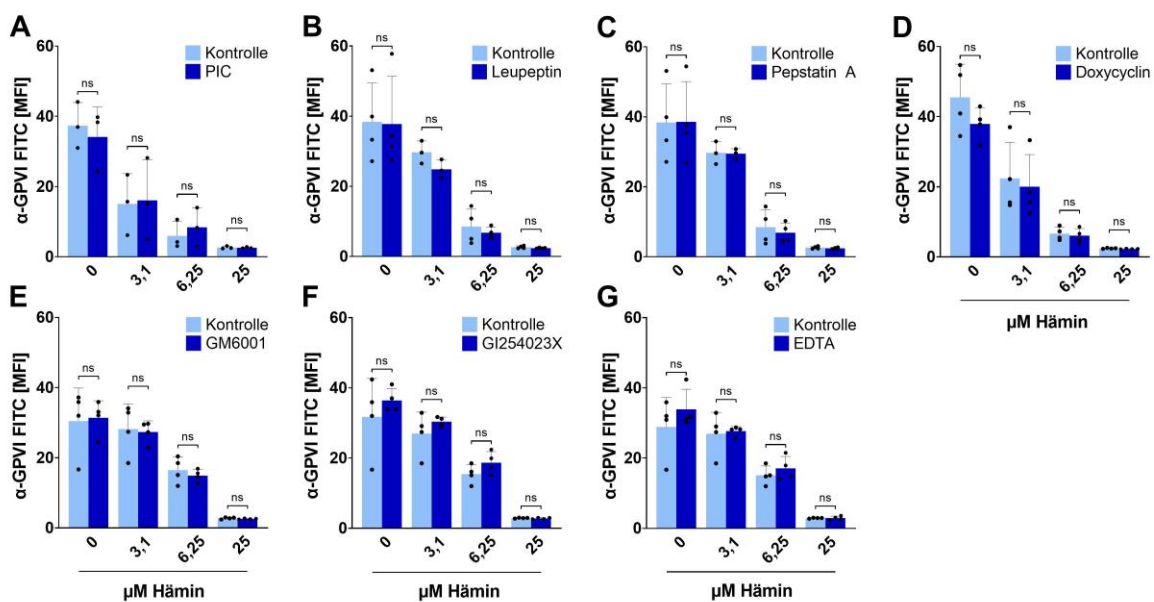 A
α-GPVI FITC [MFI]
60
40
20
0
Kontrolle
PIC
ns
ns
ns
ns
0
3,1
6,25
25
B
α-GPVI FITC [MFI]
60
40
20
0
Kontrolle
Leupeptin
ns
ns
ns
ns
0
3,1
6,25
25
C
α-GPVI FITC [MFI]
60
40
20
0
Kontrolle
Pepstatin A
ns
ns
ns
ns
0
3,1
6,25
25
D
α-GPVI FITC [MFI]
60
40
20
0
Kontrolle
Doxycyclin
ns
ns
ns
ns
0
3,1
6,25
25
µM Hämin
E
α-GPVI FITC [MFI]
60
40
20
0
Kontrolle
GM6001
ns
ns
ns
ns
0
3,1
6,25
25
µM Hämin
F
α-GPVI FITC [MFI]
60
40
20
0
Kontrolle
GI254023X
ns
ns
ns
ns
0
3,1
6,25
25
µM Hämin
G
α-GPVI FITC [MFI]
60
40
20
0
Kontrolle
EDTA
ns
ns
ns
ns
0
3,1
6,25
25
µM Hämin